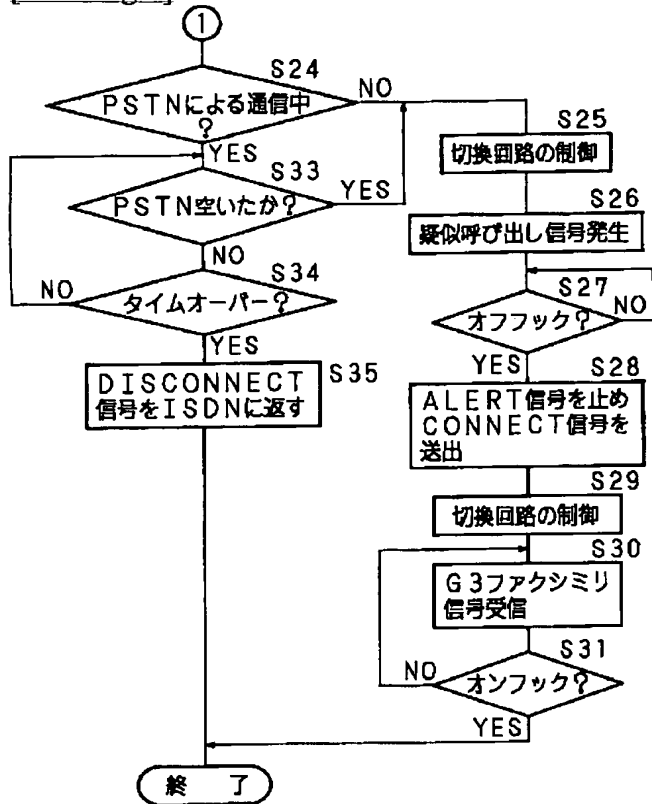 1
S24
PSTNによる通信中
?
NO
YES
S33
PSTN空いたか?
YES
NO
S34
タイムオーバー?
NO
YES
S35
DISCONNECT
信号をISDNに返す
S25
切換回路の制御
S26
疑似呼び出し信号発生
S27
オフフック?
NO
YES
S28
ALERT信号を止め
CONNECT信号を
送出
S29
切換回路の制御
S30
G3ファクシミリ
信号受信
S31
オンフック?
NO
YES
終 了